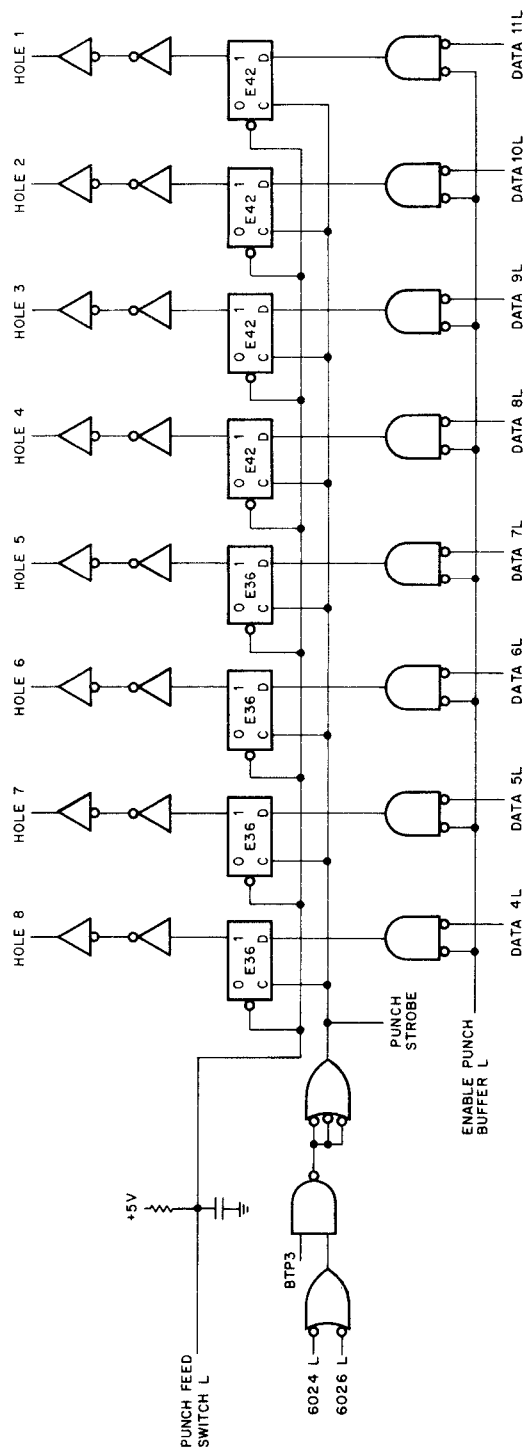 HOLE 8
HOLE 7
HOLE 6
HOLE 5
HOLE 4
HOLE 3
HOLE 2
HOLE 1
+5V
PUNCH FEED
SWITCH L
0 1
E36
C D
0 1
E36
C D
0 1
E36
C D
0 1
E36
C D
0 1
E42
C D
0 1
E42
C D
0 1
E42
C D
0 1
E42
C D
BTP3
6024 L
6026 L
PUNCH
STROBE
ENABLE PUNCH
BUFFER L
DATA 4L
DATA 5L
DATA 6L
DATA 7L
DATA 8L
DATA 9L
DATA 10L
DATA 11L